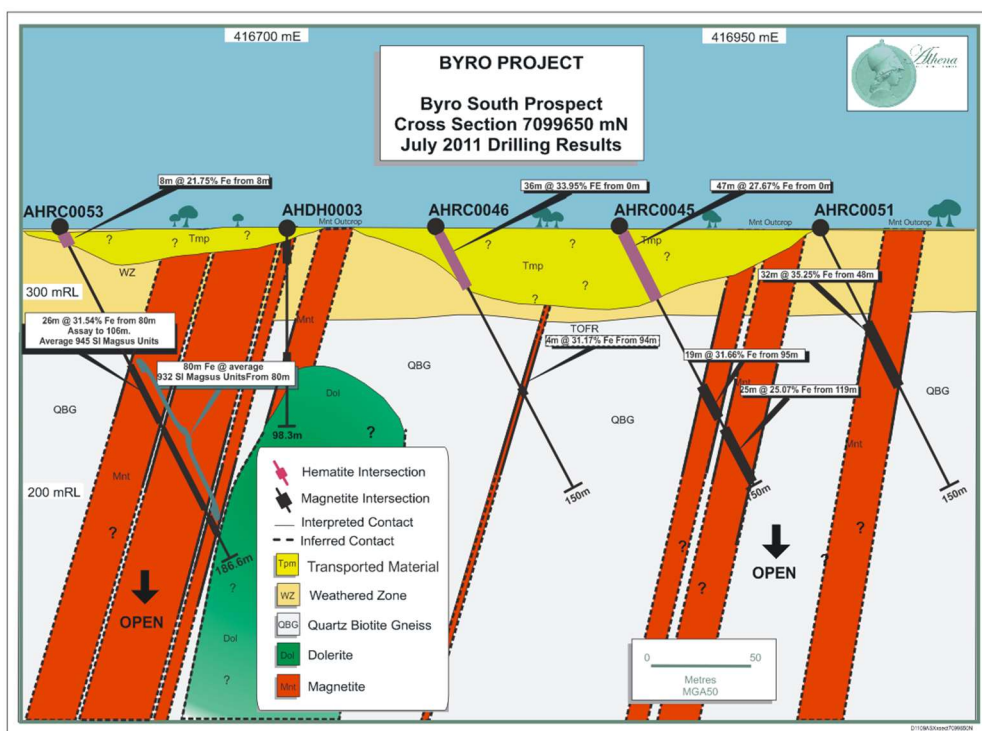 416700 mE
416950 mE
BYRO PROJECT
Byro South Prospect
Cross Section 7099650 mN
July 2011 Drilling Results
Athena
8m @ 21.75% Fe from 8m
36m @ 33.95% FE from 0m
47m @ 27.67% Fe from 0m
AHRC0053
AHDH0003
Mnt Outcrop
AHRC0046
AHRC0045
Mnt Outcrop
AHRC0051
Mnt Outcrop
?
Tmp
?
?
?
Tmp
?
?
Tmp
?
?
?
WZ
32m @ 35.25% Fe from 48m
300 mRL
26m @ 31.54% Fe from 80m
Assay to 106m.
Average 945 SI Magsus Units
Mnt
TOFR
4m @ 31.17% Fe From 94m
80m Fe @ average
932 SI Magsus UnitsFrom 80m
QBG
19m @ 31.66% Fe from 95m
Mnt
25m @ 25.07% Fe from 119m
QBG
QBG
Dol
QBG
98.3m
?
Mnt
Mnt
200 mRL
150m
150m
150m
?
?
?
?
?
186.6m
?
OPEN
OPEN
Dol
?
Hematite Intersection
Magnetite Intersection
Interpreted Contact
Inferred Contact
Tpm Transported Material
WZ Weathered Zone
QBG Quartz Biotite Gneiss
Dol Dolerite
Mnt Magnetite
0 50
Metres
MGA50